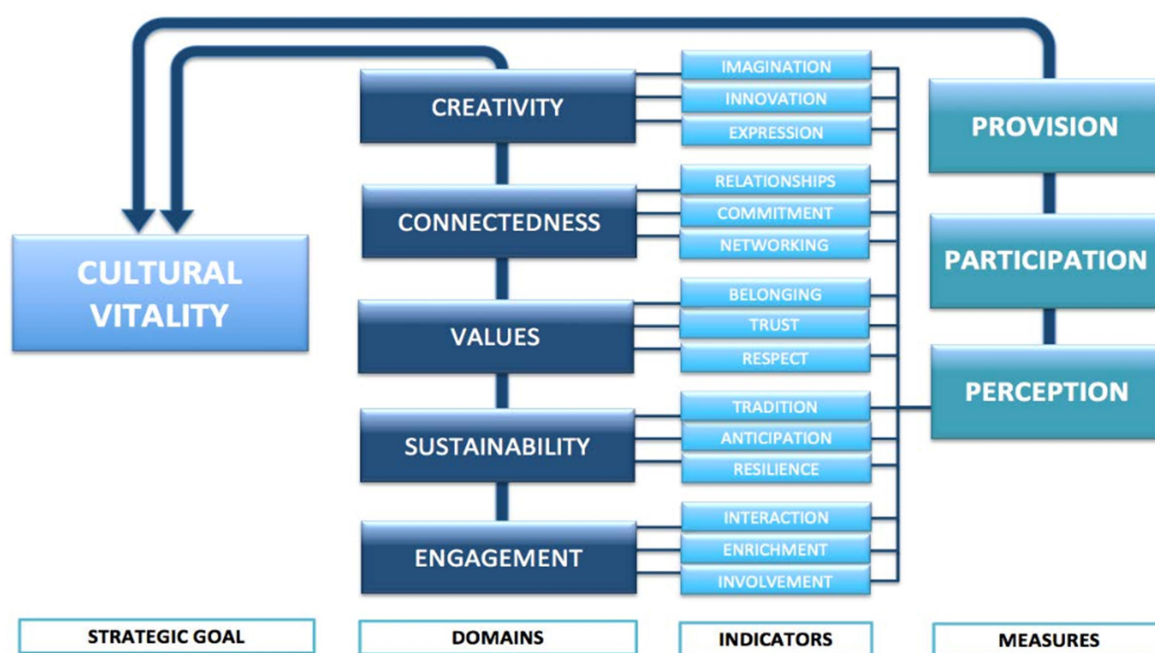 CULTURAL
VITALITY
CREATIVITY
CONNECTEDNESS
VALUES
SUSTAINABILITY
ENGAGEMENT
IMAGINATION
INNOVATION
EXPRESSION
RELATIONSHIPS
COMMITMENT
NETWORKING
BELONGING
TRUST
RESPECT
TRADITION
ANTICIPATION
RESILIENCE
INTERACTION
ENRICHMENT
INVOLVEMENT
PROVISION
PARTICIPATION
PERCEPTION
STRATEGIC GOAL
DOMAINS
INDICATORS
MEASURES